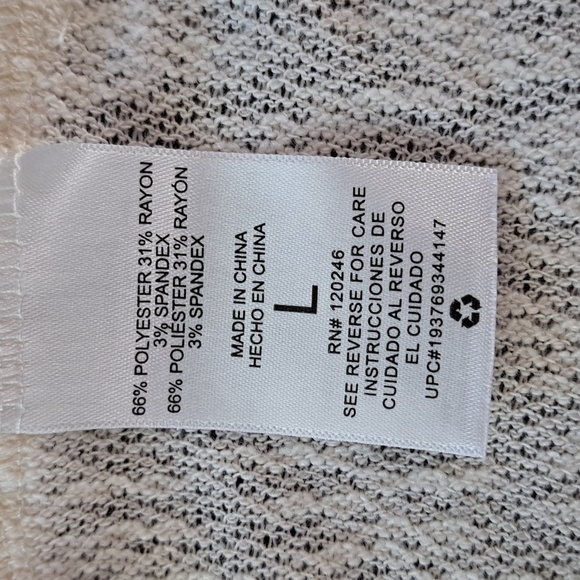 66% POLYESTER 31% RAYON
3% SPANDEX
66% POLIÉSTER 31% RAYÓN
3% SPANDEX
MADE IN CHINA
HECHO EN CHINA
L
RN# 120246
SEE REVERSE FOR CARE
INSTRUCCIONES DE
CUIDADO AL REVERSO
EL CUIDADO
UPC#193769344147